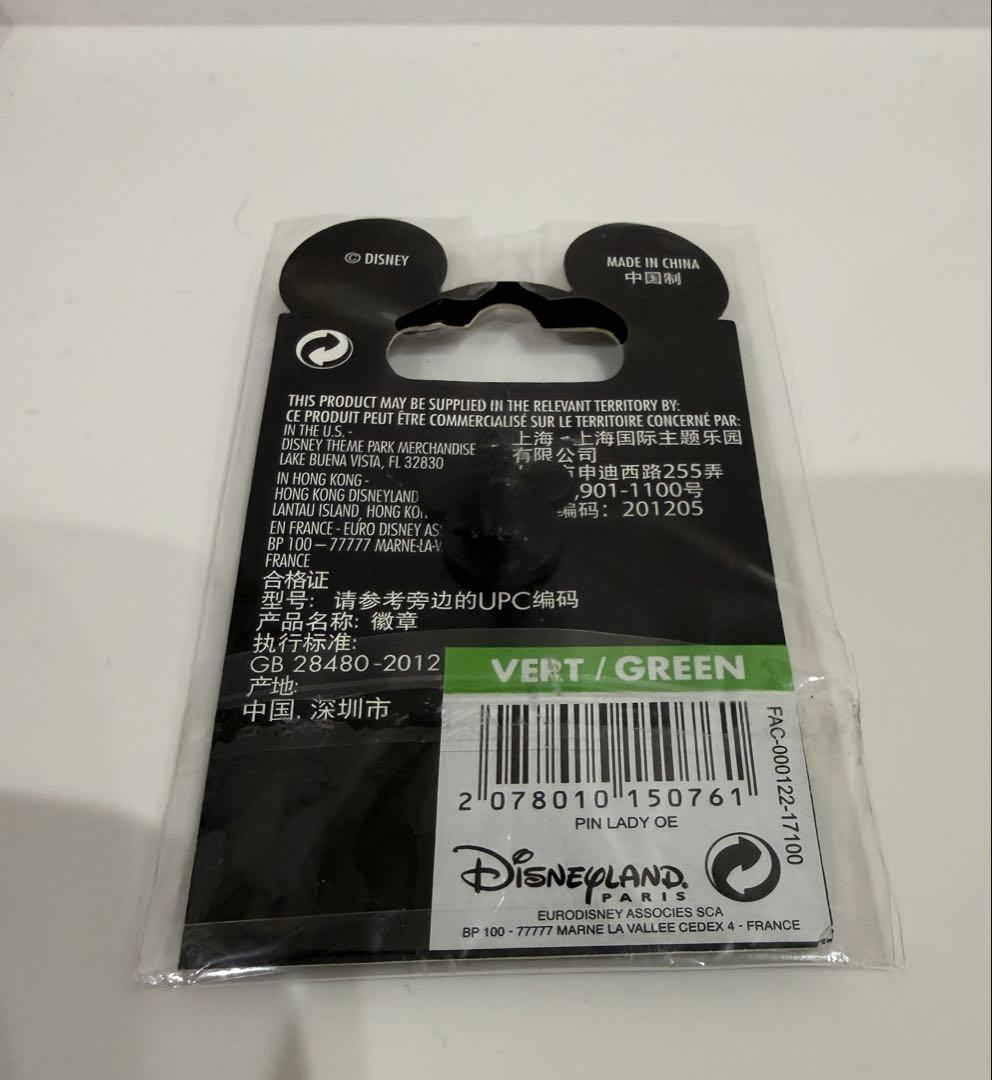 © DISNEY
MADE IN CHINA
中国制
THIS PRODUCT MAY BE SUPPLIED IN THE RELEVANT TERRITORY BY:
CE PRODUIT PEUT ÊTRE COMMERCIALISÉ SUR LE TERRITOIRE CONCERNÉ PAR:
IN THE U.S. -
DISNEY THEME PARK MERCHANDISE
LAKE BUENA VISTA, FL 32830
IN HONG KONG -
HONG KONG DISNEYLAND
LANTAU ISLAND, HONG
EN FRANCE - EURO DISNEY
BP 100 – 77777
FRANCE
上海 - 上海国际主题乐园
有限公司
申迪西路255弄
,901-1100号
编码: 201205
合格证
型号: 请参考旁边的UPC编码
产品名称: 徽章
执行标准:
GB 28480-2012
产地:
中国, 深圳市
VERT / GREEN
2 078010 150761
PIN LADY OE
FAC-000122-17100
DISNEYLAND
PARIS
EURODISNEY ASSOCIES SCA
BP 100 - 77777 MARNE LA VALLEE CEDEX 4 - FRANCE